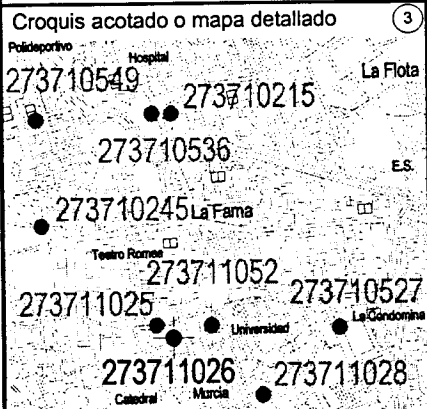 Croquis acotado o mapa detallado
3
Polideportivo
Hospital
La Flota
273710549
273710215
273710536
E.S.
273710245
La Fama
Teatro Romea
273711052
273711025
273710527
La Condomina
Universidad
273711026
273711028
Catedral
Murcia